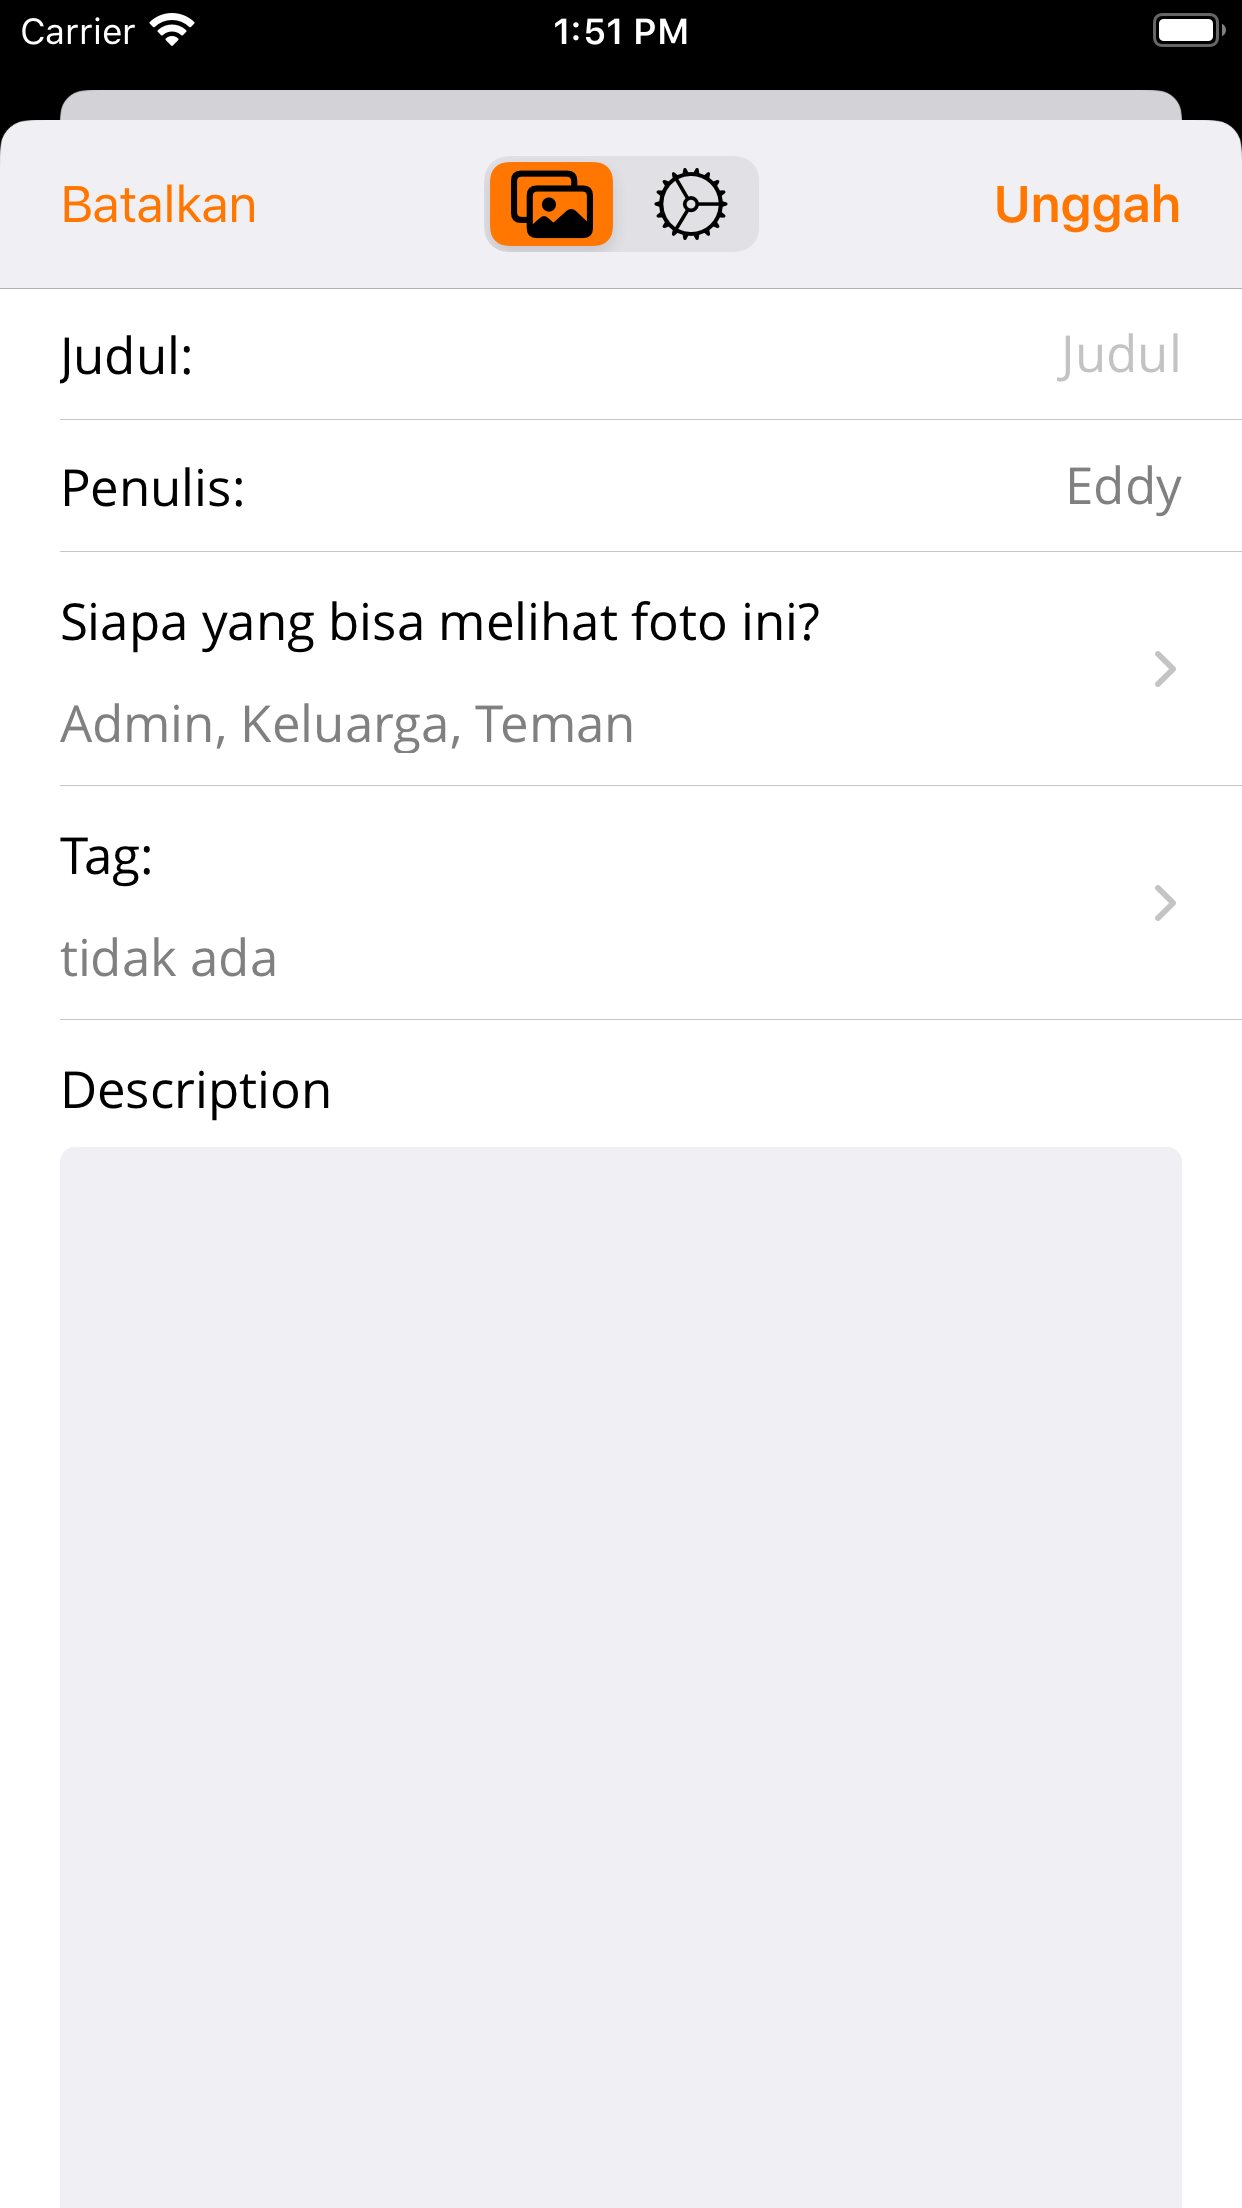 Carrier 1:51 PM
Batalkan Unggah
Judul: Judul
Penulis: Eddy
Siapa yang bisa melihat foto ini?
Admin, Keluarga, Teman
Tag:
tidak ada
Description